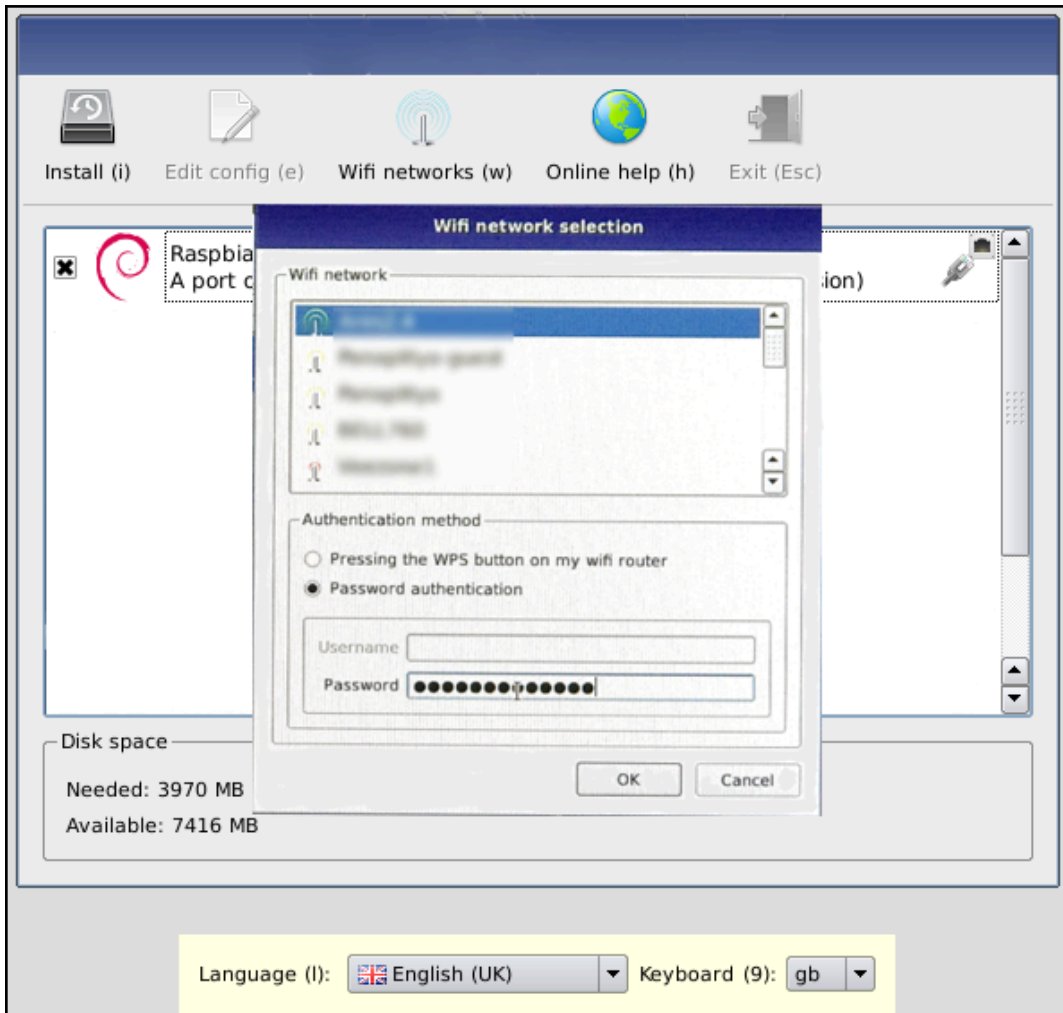 Install (i) Edit config (e) Wifi networks (w) Online help (h) Exit (Esc)
Wifi network selection
Raspbia
A port o
sion)
Wifi network
Authentication method
Pressing the WPS button on my wifi router
Password authentication
Username
Password
OK Cancel
Disk space
Needed: 3970 MB
Available: 7416 MB
Language (l): English (UK) Keyboard (9): gb